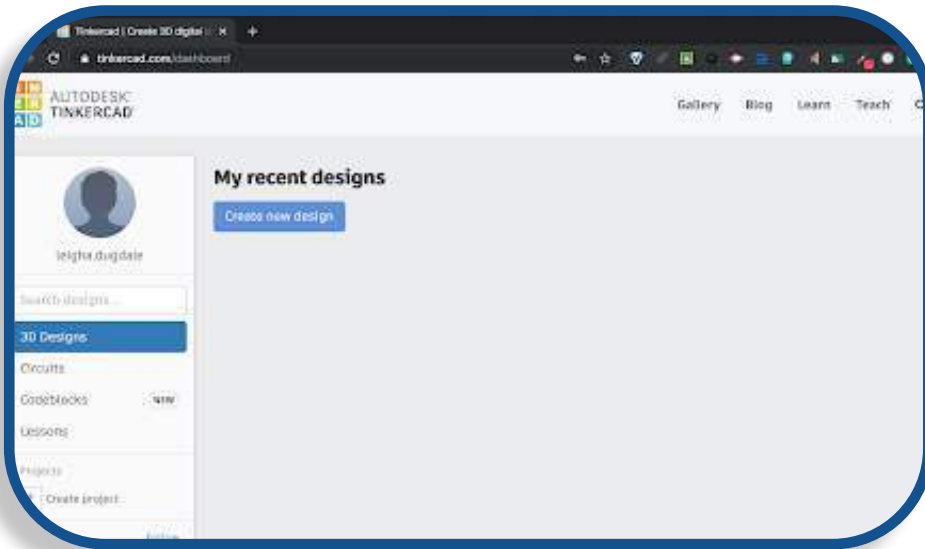 Tinkercad | Create 3D digital
tinkercad.com/dashboard
AUTODESK
TINKERCAD
Gallery Blog Learn Teach
My recent designs
Create new design
leigha.dugdale
Search designs...
3D Designs
Circuits
Codeblocks NEW
Lessons
Projects
Create project